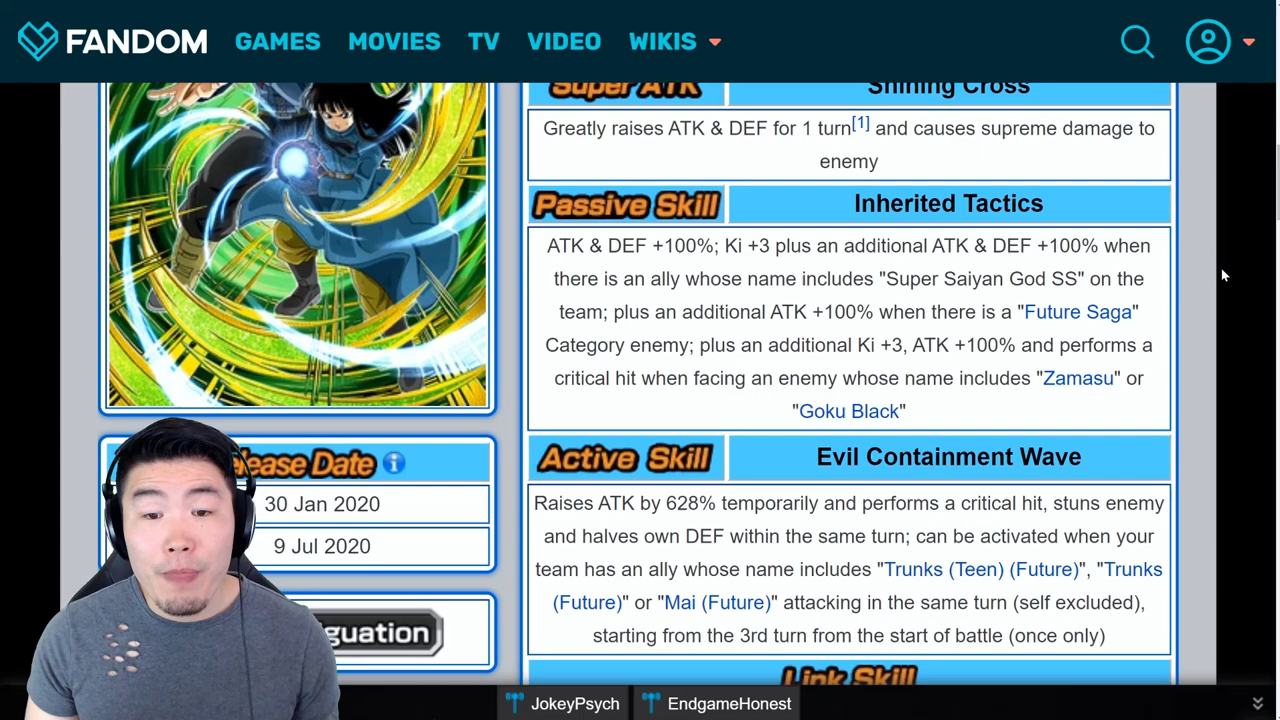 FANDOM GAMES MOVIES TV VIDEO WIKIS
Super ATK Shining Cross
Greatly raises ATK & DEF for 1 turn[1] and causes supreme damage to
enemy
Passive Skill Inherited Tactics
ATK & DEF +100%; Ki +3 plus an additional ATK & DEF +100% when
there is an ally whose name includes "Super Saiyan God SS" on the
team; plus an additional ATK +100% when there is a "Future Saga"
Category enemy; plus an additional Ki +3, ATK +100% and performs a
critical hit when facing an enemy whose name includes "Zamasu" or
"Goku Black"
Active Skill Evil Containment Wave
Raises ATK by 628% temporarily and performs a critical hit, stuns enemy
and halves own DEF within the same turn; can be activated when your
team has an ally whose name includes "Trunks (Teen) (Future)", "Trunks
(Future)" or "Mai (Future)" attacking in the same turn (self excluded),
starting from the 3rd turn from the start of battle (once only)
Link Skill
lease Date
30 Jan 2020
9 Jul 2020
guation
JokeyPsych EndgameHonest